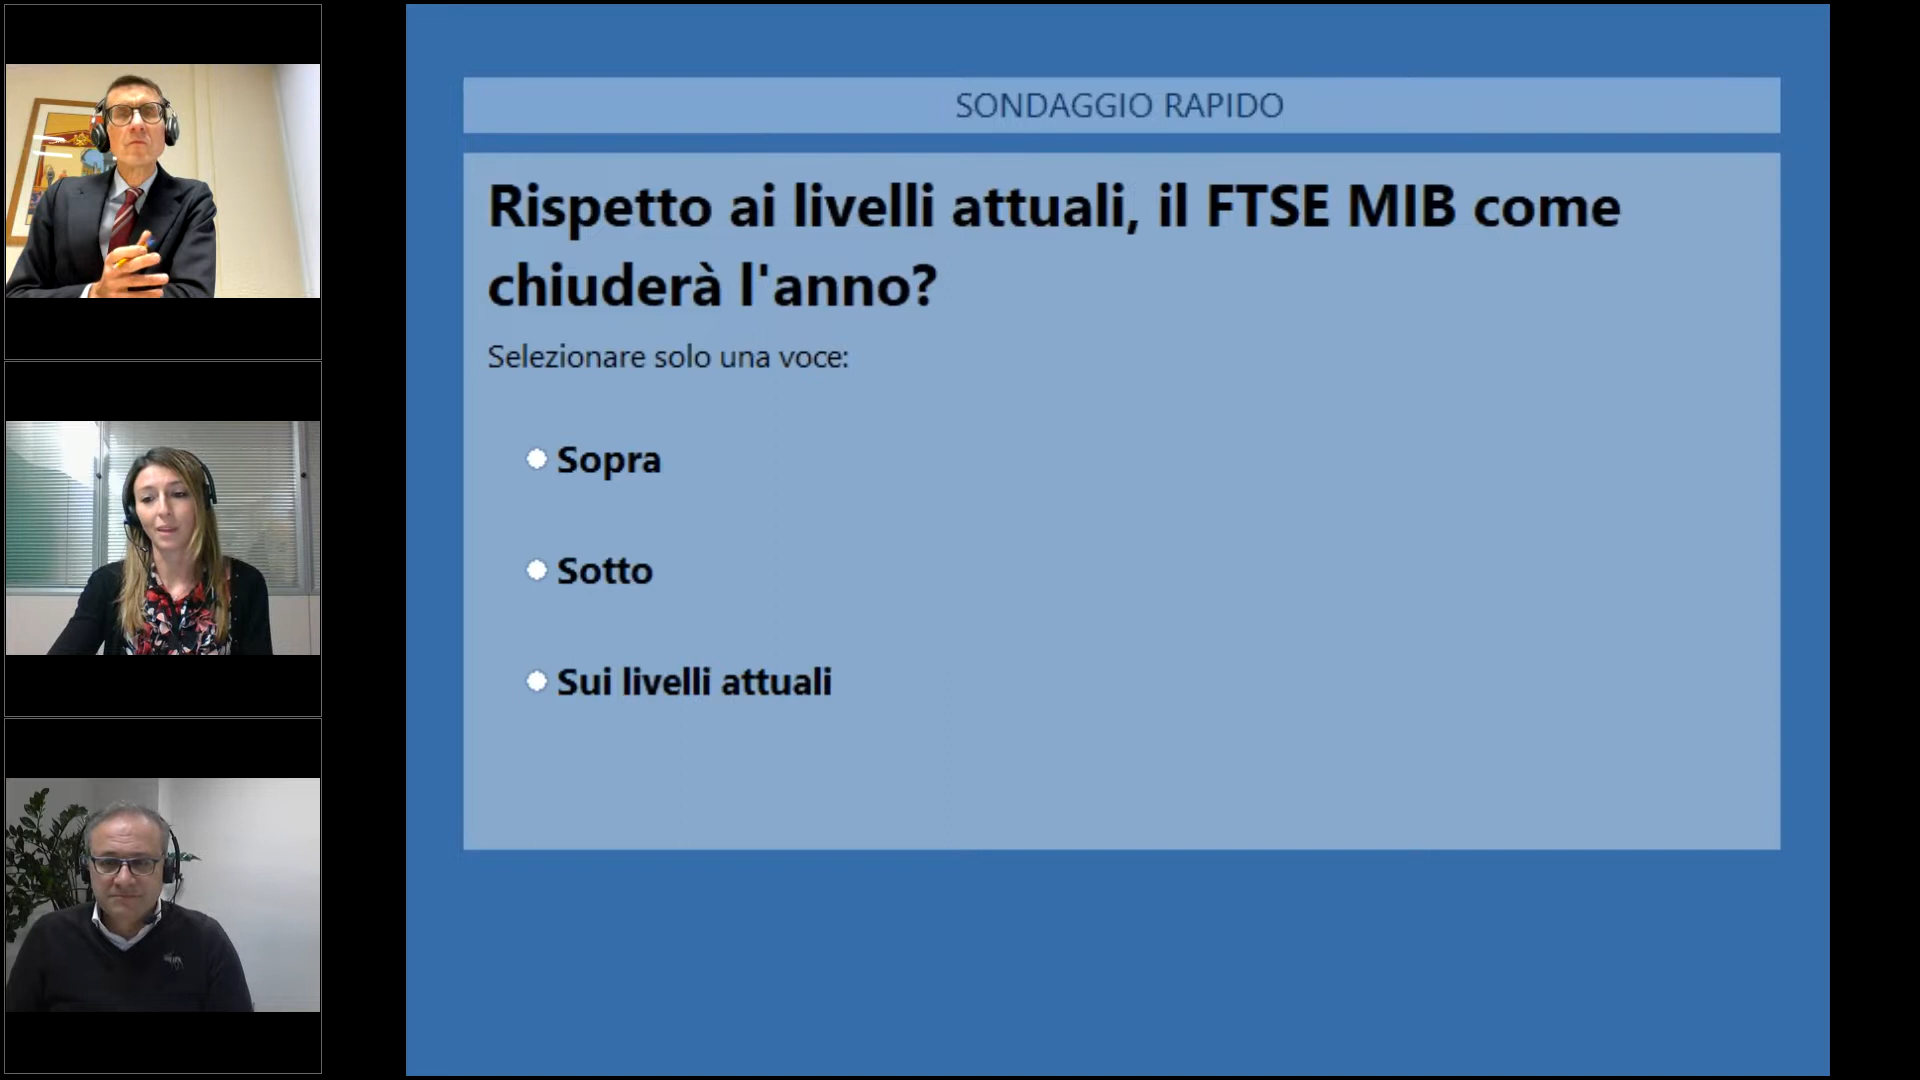 SONDAGGIO RAPIDO
Rispetto ai livelli attuali, il FTSE MIB come
chiuderà l'anno?
Selezionare solo una voce:
Sopra
Sotto
Sui livelli attuali